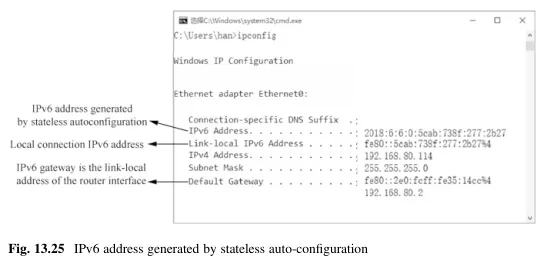 选择C:\Windows\system32\cmd.exe
C:\Users\han>ipconfig
Windows IP Configuration
Ethernet adapter Ethernet0:
IPv6 address generated
by stateless autoconfiguration
Local connection IPv6 address
IPv6 gateway is the link-local
address of the router interface
Connection-specific DNS Suffix . :
IPv6 Address. . . . . . . . . . . : 2018:6:6:0:5cab:738f:277:2b27
Link-local IPv6 Address . . . . . : fe80::5cab:738f:277:2b27%4
IPv4 Address. . . . . . . . . . . : 192.168.80.114
Subnet Mask . . . . . . . . . . . : 255.255.255.0
Default Gateway . . . . . . . . . : fe80::2e0:fcff:fe35:14cc%4
192.168.80.2
Fig. 13.25 IPv6 address generated by stateless auto-configuration